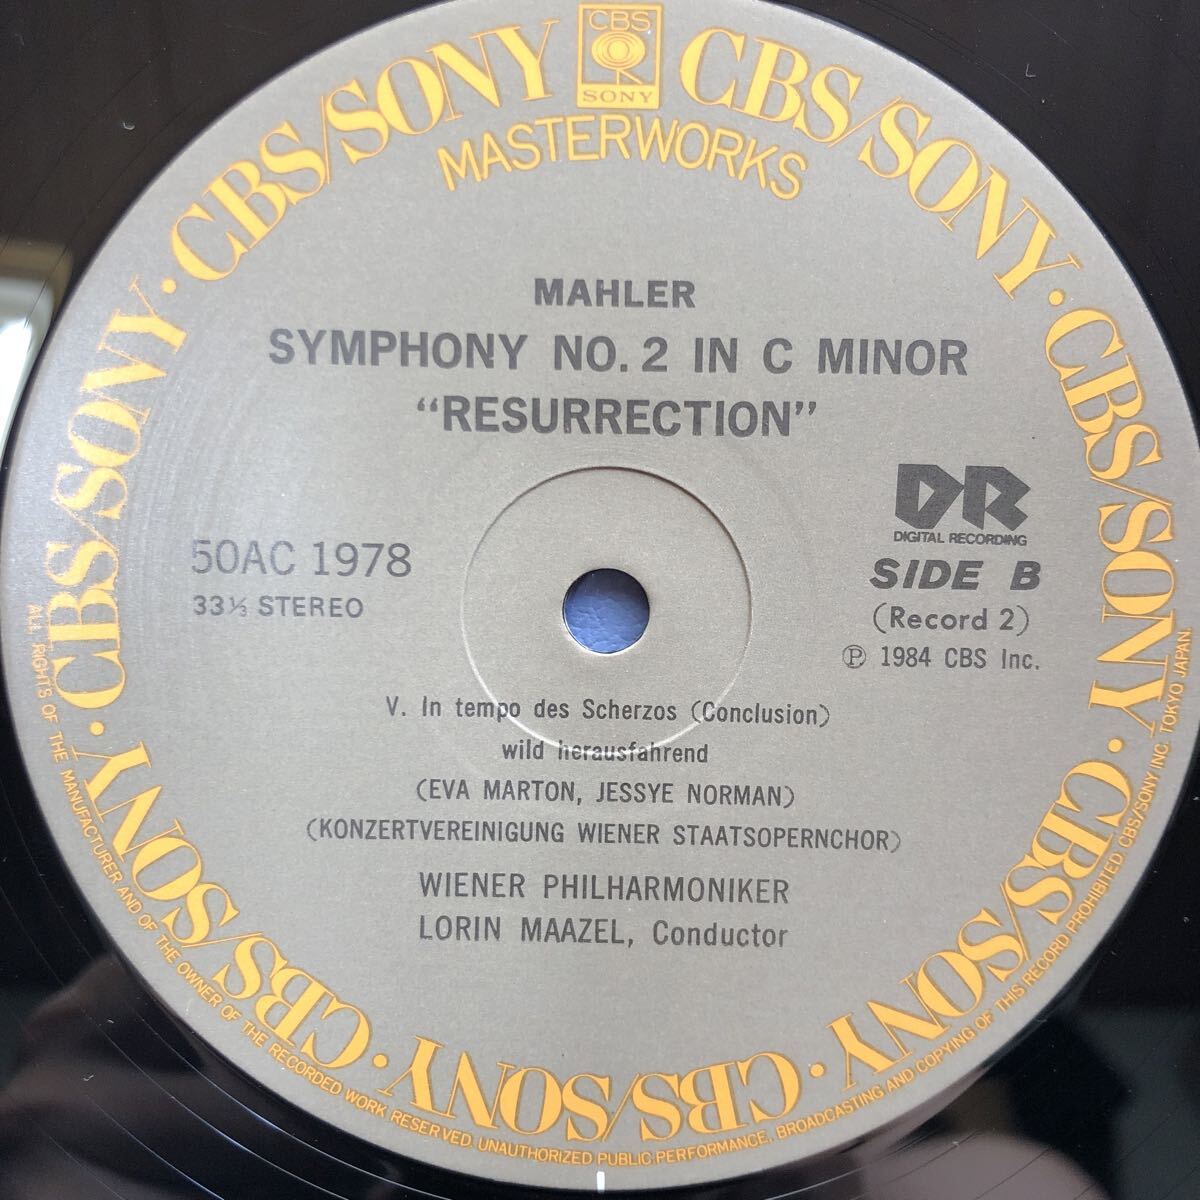 CBS
SONY
CBS/SONY · CBS/SONY · CBS/SONY · CBS/SONY · CBS/SONY · CBS/SONY · CBS/SONY · CBS/SONY
MASTERWORKS
MAHLER
SYMPHONY NO. 2 IN C MINOR
“RESURRECTION”
DR
DIGITAL RECORDING
50AC 1978
SIDE B
33⅓ STEREO
(Record 2)
℗ 1984 CBS Inc.
V. In tempo des Scherzos (Conclusion)
wild herausfahrend
(EVA MARTON, JESSYE NORMAN)
(KONZERTVEREINIGUNG WIENER STAATSOPERNCHOR)
WIENER PHILHARMONIKER
LORIN MAAZEL, Conductor
ALL RIGHTS OF THE MANUFACTURER AND OF THE OWNER OF THE RECORDED WORK RESERVED. UNAUTHORIZED PUBLIC PERFORMANCE, BROADCASTING AND COPYING OF THIS RECORD PROHIBITED. CBS/SONY INC. TOKYO JAPAN.